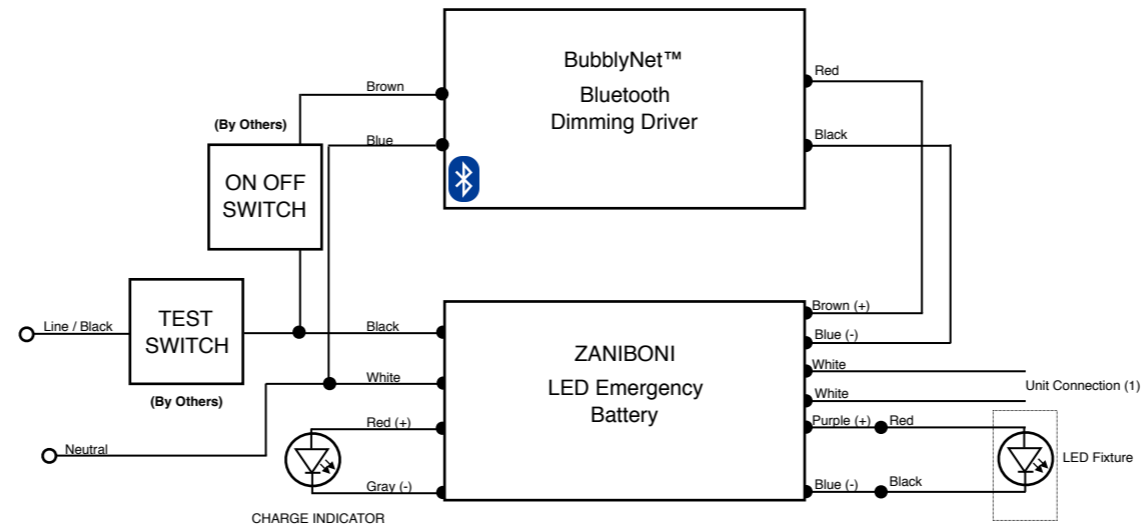 BubblyNet™
Bluetooth
Dimming Driver
Brown
Blue
Red
Black
(By Others)
ON OFF
SWITCH
Line / Black
TEST
SWITCH
(By Others)
Neutral
Black
White
Red (+)
Gray (-)
CHARGE INDICATOR
ZANIBONI
LED Emergency
Battery
Brown (+)
Blue (-)
White
White
Unit Connection (1)
Purple (+)
Red
Blue (-)
Black
LED Fixture